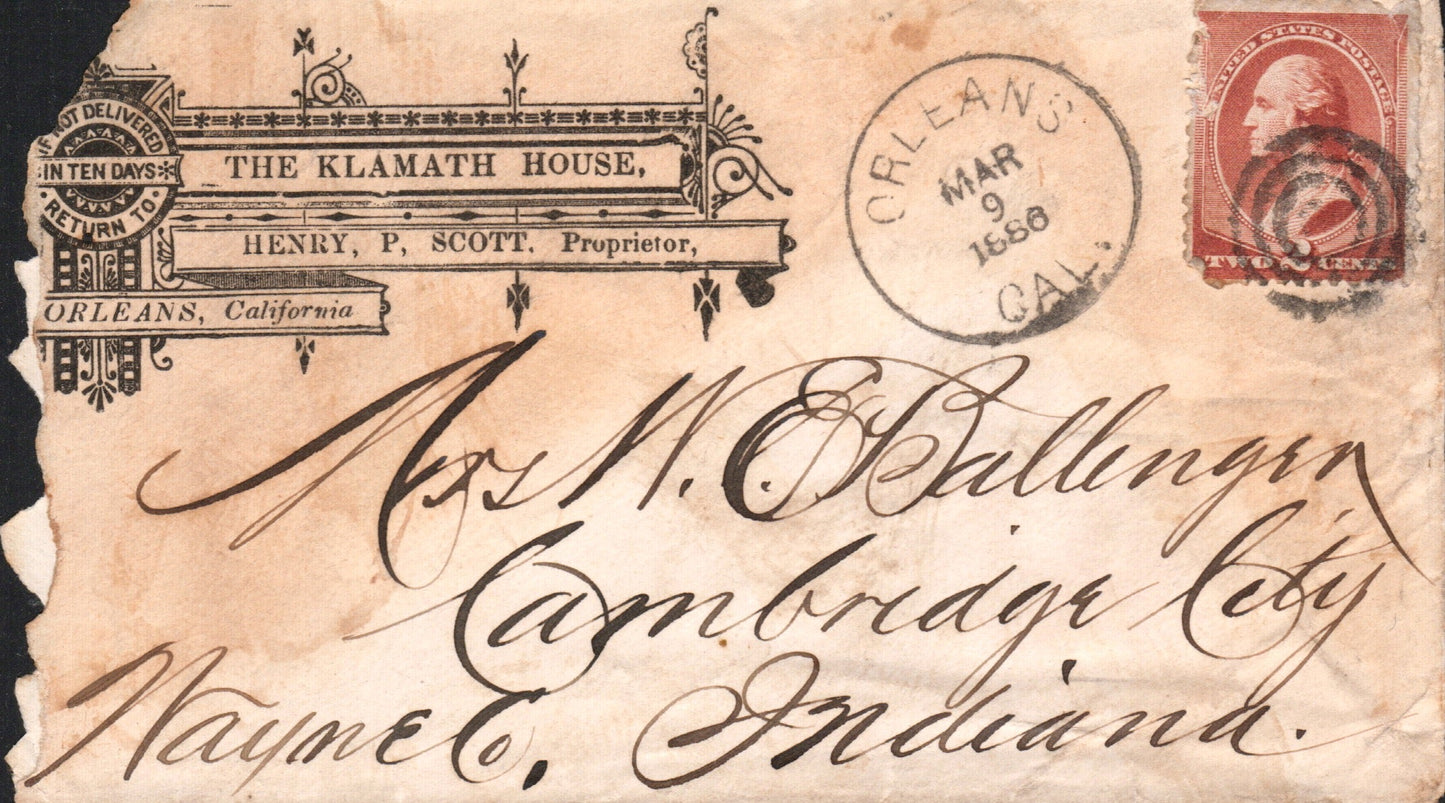 IF NOT DELIVERED
IN TEN DAYS
RETURN TO.
THE KLAMATH HOUSE,
HENRY, P, SCOTT. Proprietor,
ORLEANS, California
ORLEANS
MAR
9
1886
CAL.
UNITED STATES POSTAGE
TWO 2 CENTS
Mrs W. E. Ballenger
Cambridge City
Wayne Co, Indiana.